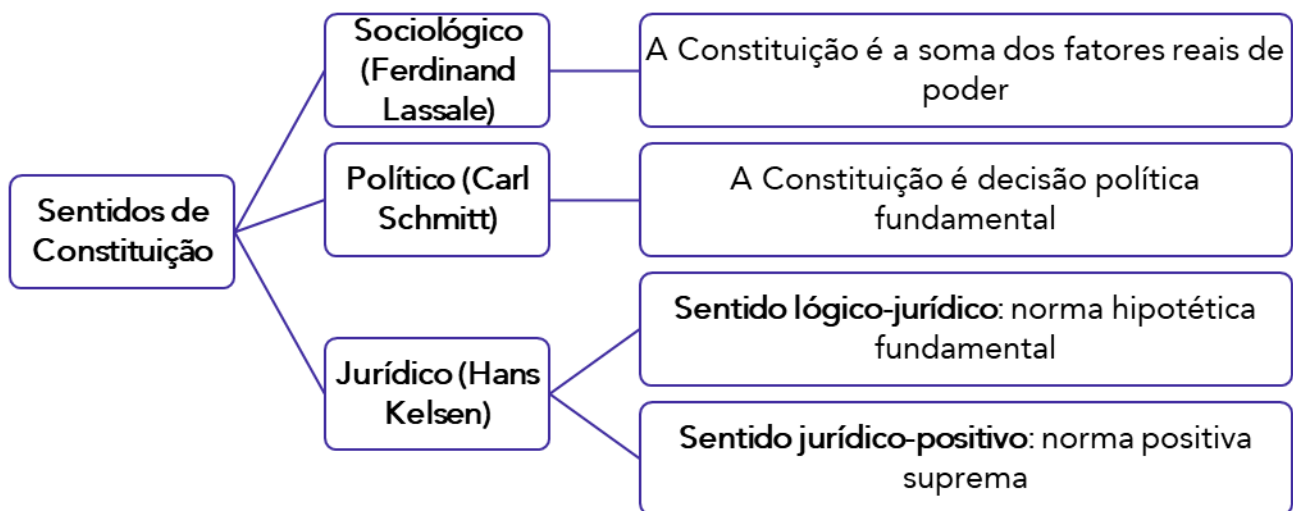 Sentidos de
Constituição
Sociológico
(Ferdinand
Lassale)
A Constituição é a soma dos fatores reais de
poder
Político (Carl
Schmitt)
A Constituição é decisão política
fundamental
Jurídico (Hans
Kelsen)
Sentido lógico-jurídico: norma hipotética
fundamental
Sentido jurídico-positivo: norma positiva
suprema